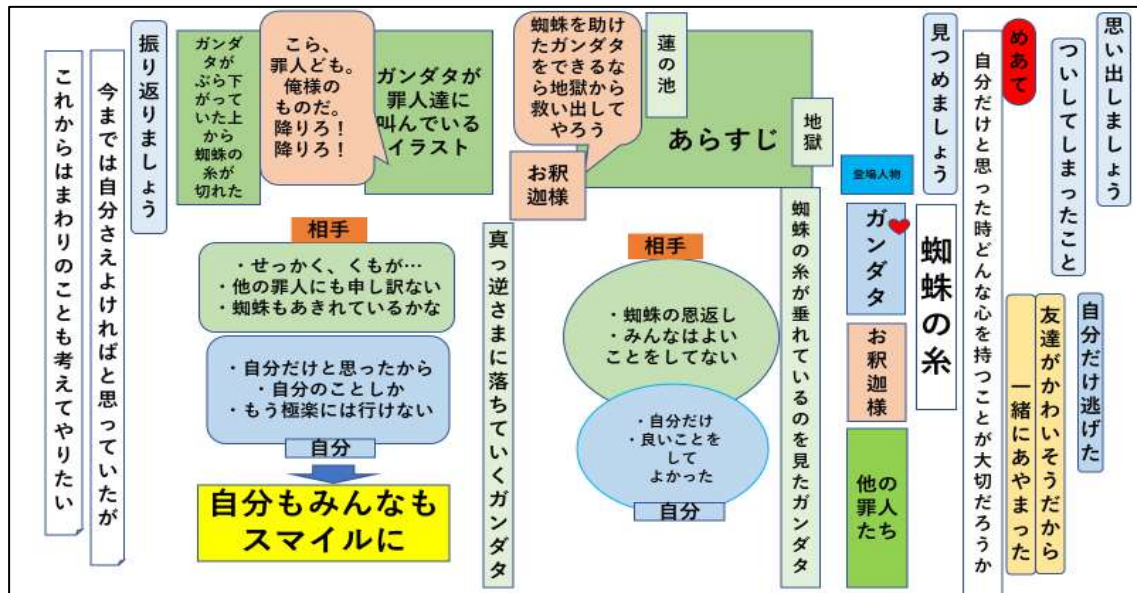 思い出しましょう
ついしてしまったこと
自分だけ逃げた
友達がかわいそうだから
一緒にあやまった
めあて
自分だけと思った時どんな心を持つことが大切だろうか
見つめましょう
蜘蛛の糸
登場人物
ガンダタ
お釈迦様
他の
罪人
たち
地獄
あらすじ
蓮の池
蜘蛛を助け
たガンダタ
をできるな
ら地獄から
救い出して
やろう
お釈
迦様
蜘蛛の糸が垂れているのを見たガンダタ
相手
・蜘蛛の恩返し
・みんなはよい
ことをしてない
・自分だけ
・良いことを
して
よかった
自分
真っ逆さまに落ちていくガンダタ
ガンダタが
罪人達に
叫んでいる
イラスト
こら、
罪人ども。
俺様の
ものだ。
降りろ！
降りろ！
ガンダ
タが
ぶら下
がって
いた上
から
蜘蛛の
糸が
切れた
相手
・せっかく、くもが…
・他の罪人にも申し訳ない
・蜘蛛もあきれているかな
・自分だけと思ったから
・自分のことしか
・もう極楽には行けない
自分
自分もみんなも
スマイルに
振り返りましょう
今までは自分さえよければと思っていたが
これからはまわりのことも考えてやりたい